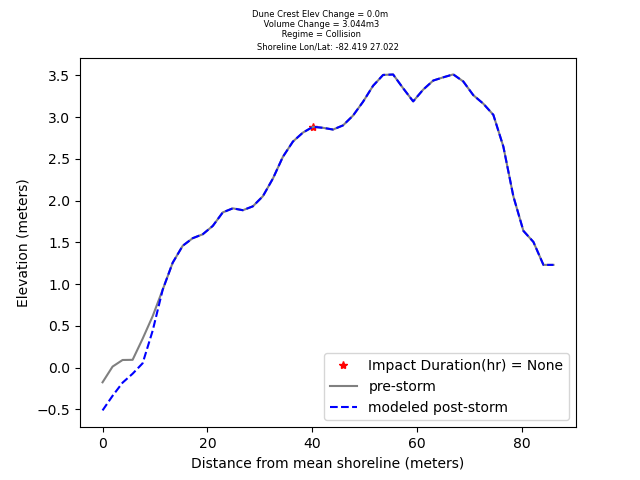 Dune Crest Elev Change = 0.0m
Volume Change = 3.044m3
Regime = Collision
Shoreline Lon/Lat: -82.419 27.022
3.5
3.0
2.5
2.0
1.5
1.0
0.5
0.0
−0.5
Elevation (meters)
Impact Duration(hr) = None
pre-storm
modeled post-storm
0
20
40
60
80
Distance from mean shoreline (meters)